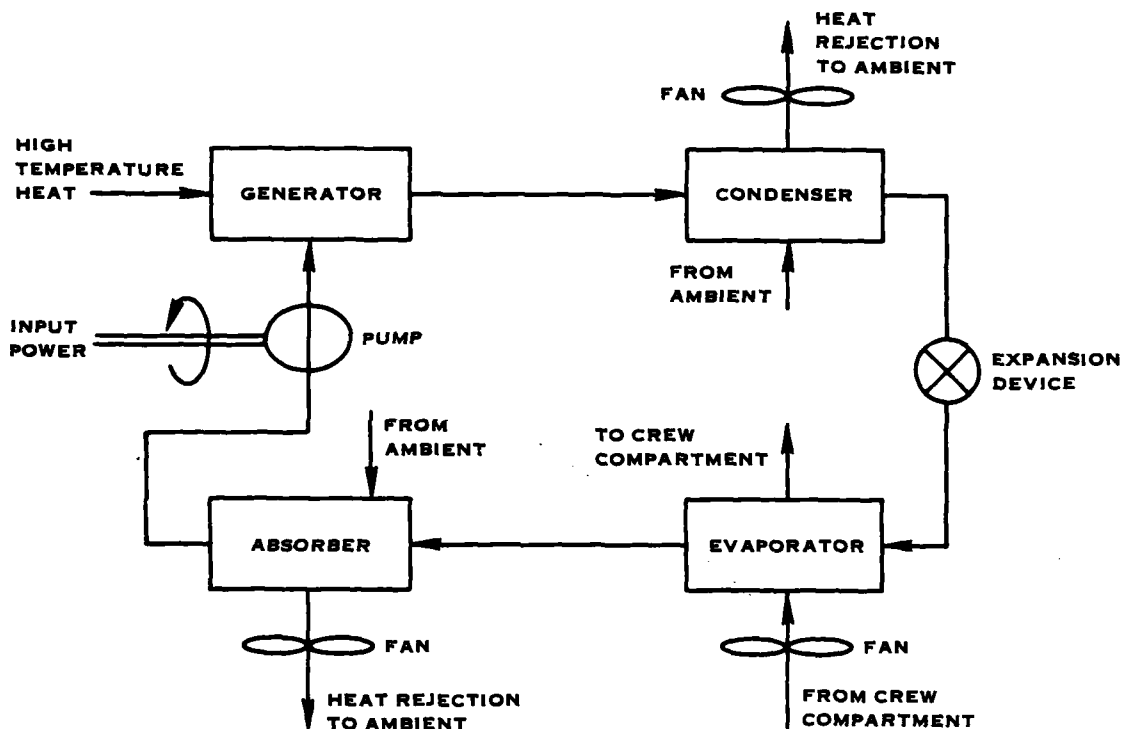 HEAT
REJECTION
TO AMBIENT
FAN
HIGH
TEMPERATURE
HEAT
GENERATOR
CONDENSER
FROM
AMBIENT
INPUT
POWER
PUMP
EXPANSION
DEVICE
FROM
AMBIENT
TO CREW
COMPARTMENT
ABSORBER
EVAPORATOR
FAN
FAN
HEAT REJECTION
TO AMBIENT
FROM CREW
COMPARTMENT